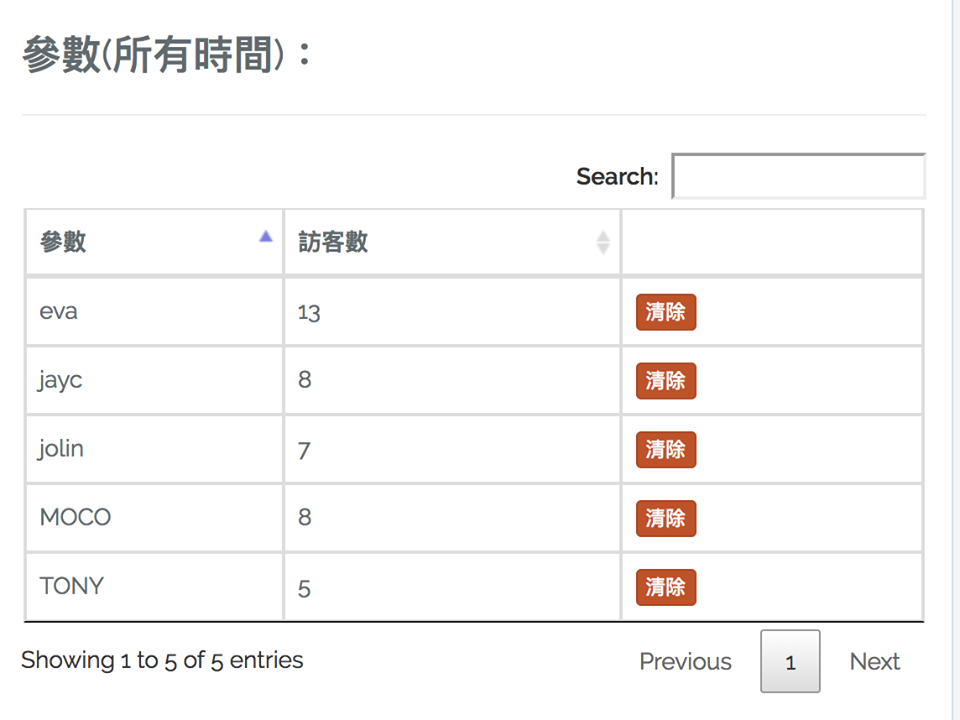 參數(所有時間)：
Search:
參數 訪客數
eva 13 清除
jayc 8 清除
jolin 7 清除
MOCO 8 清除
TONY 5 清除
Showing 1 to 5 of 5 entries Previous 1 Next